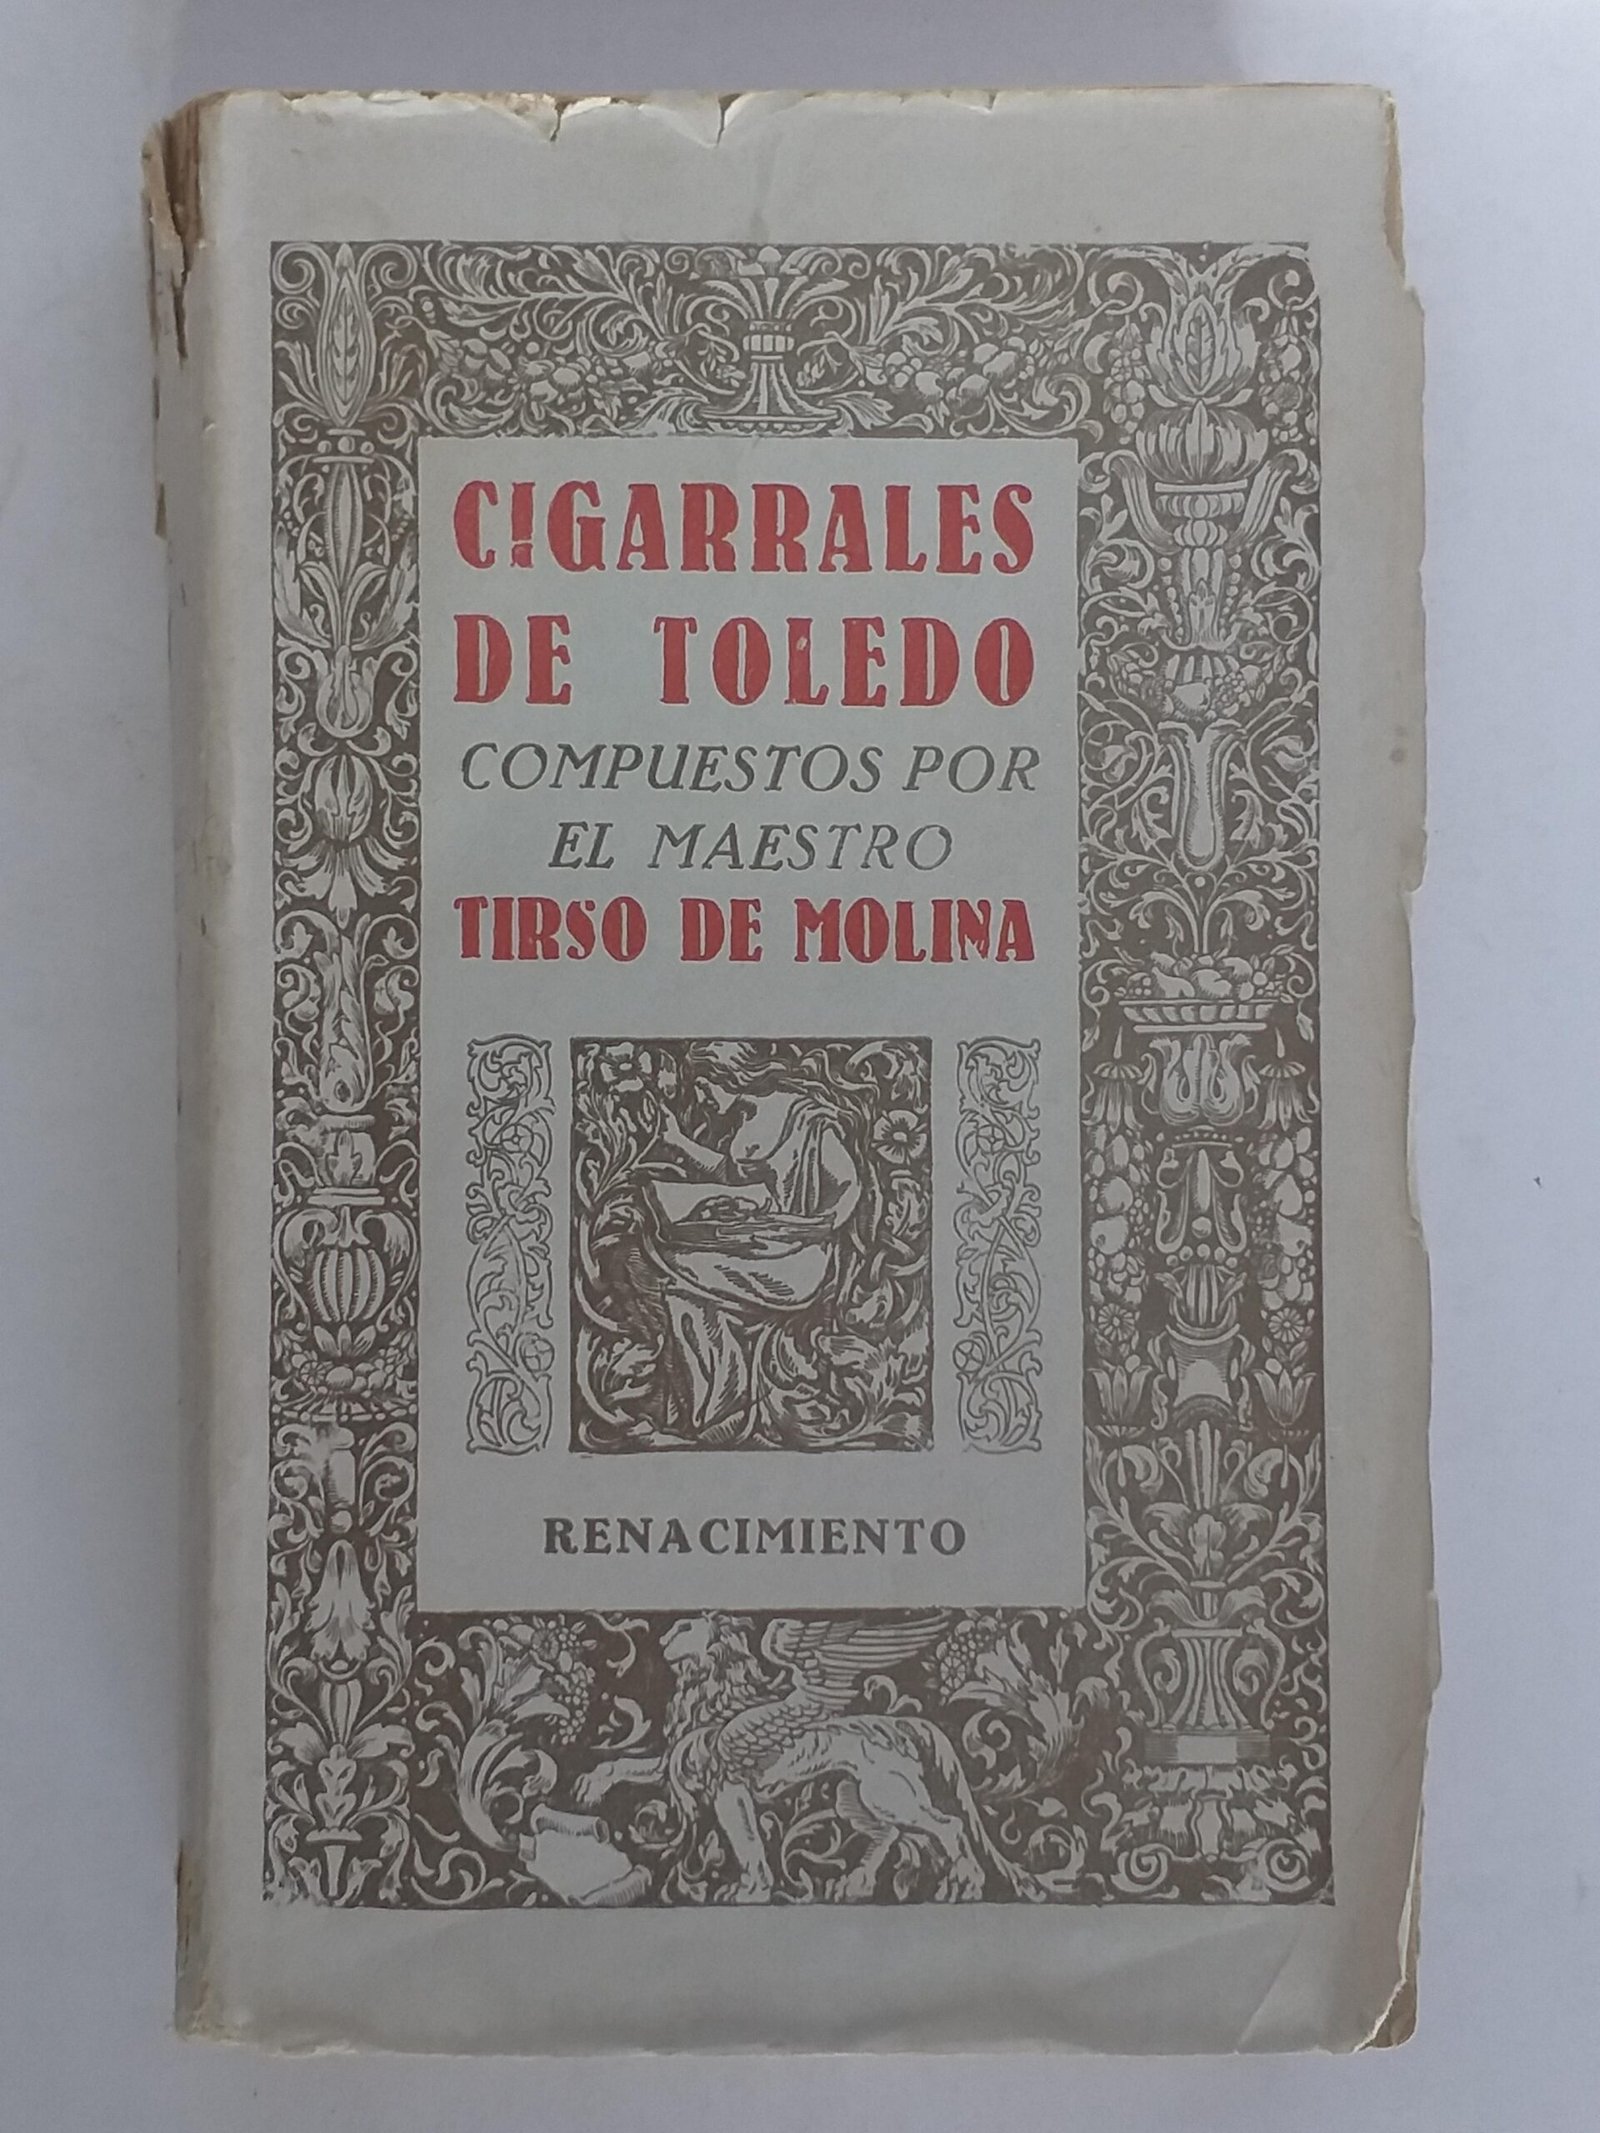 CIGARRALES
DE TOLEDO
COMPUESTOS POR
EL MAESTRO
TIRSO DE MOLINA
RENACIMIENTO